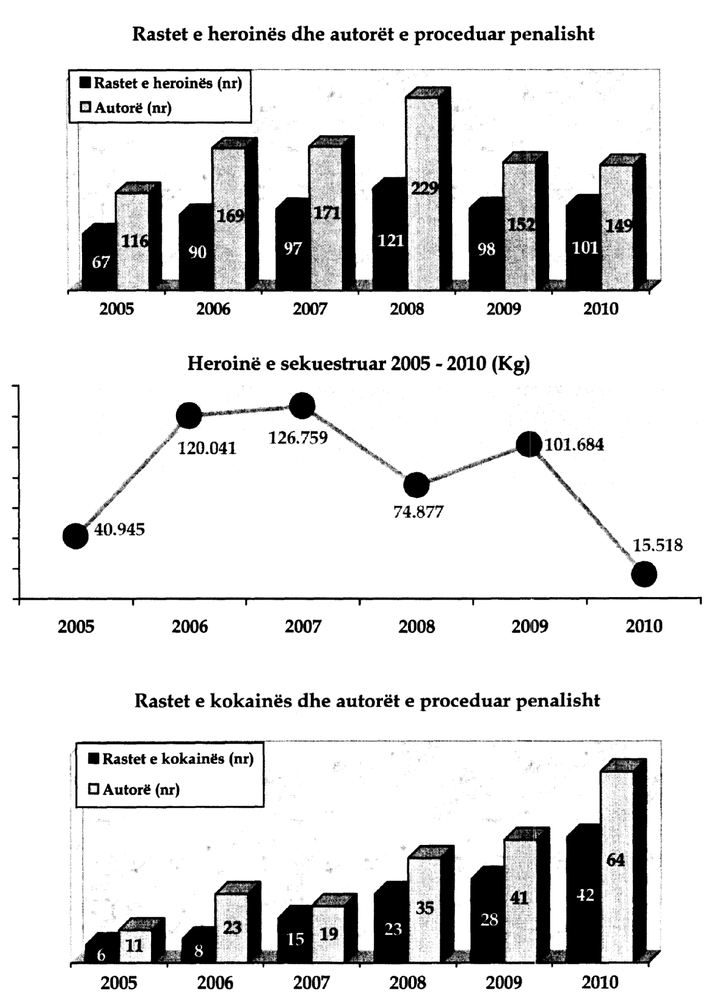 Rastet e heroinës dhe autorët e proceduar penalisht
Rastet e heroinës (nr)
Autorë (nr)
67 116 90 169 97 171 121 229 98 152 101 149
2005 2006 2007 2008 2009 2010
Heroinë e sekuestruar 2005 - 2010 (Kg)
40.945 120.041 126.759 74.877 101.684 15.518
2005 2006 2007 2008 2009 2010
Rastet e kokainës dhe autorët e proceduar penalisht
Rastet e kokainës (nr)
Autorë (nr)
6 11 8 23 15 19 23 35 28 41 42 64
2005 2006 2007 2008 2009 2010